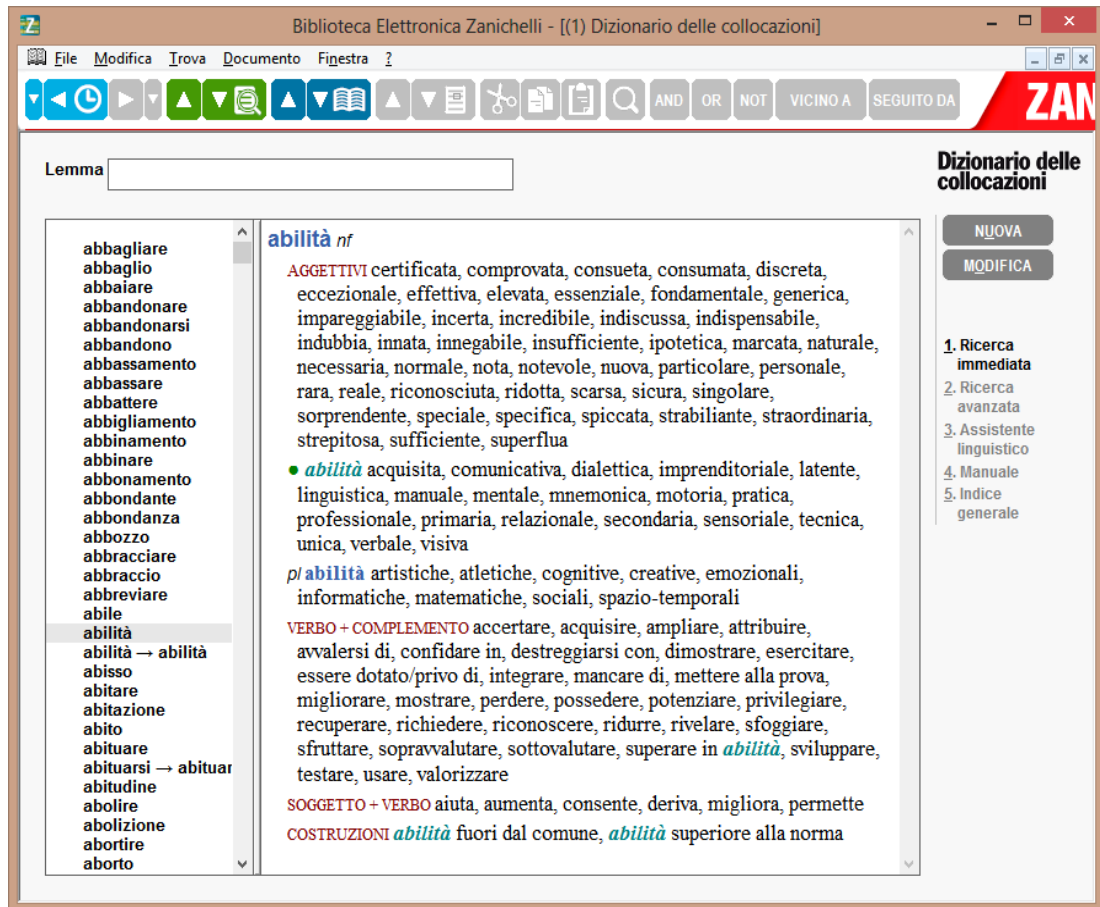 Z
Biblioteca Elettronica Zanichelli - [(1) Dizionario delle collocazioni]
File Modifica Trova Documento Finestra ?
AND OR NOT VICINO A SEGUITO DA ZAN
Lemma
Dizionario delle
collocazioni
NUOVA
MODIFICA
1. Ricerca
immediata
2. Ricerca
avanzata
3. Assistente
linguistico
4. Manuale
5. Indice
generale
abbagliare
abbaglio
abbaiare
abbandonare
abbandonarsi
abbandono
abbassamento
abbassare
abbattere
abbigliamento
abbinamento
abbinare
abbonamento
abbondante
abbondanza
abbozzo
abbracciare
abbraccio
abbreviare
abile
abilità
abilità → abilità
abisso
abitare
abitazione
abito
abituare
abituarsi → abituar
abitudine
abolire
abolizione
abortire
aborto
abilità nf
AGGETTIVI certificata, comprovata, consueta, consumata, discreta,
eccezionale, effettiva, elevata, essenziale, fondamentale, generica,
impareggiabile, incerta, incredibile, indiscussa, indispensabile,
indubbia, innata, innegabile, insufficiente, ipotetica, marcata, naturale,
necessaria, normale, nota, notevole, nuova, particolare, personale,
rara, reale, riconosciuta, ridotta, scarsa, sicura, singolare,
sorprendente, speciale, specifica, spiccata, strabiliante, straordinaria,
strepitosa, sufficiente, superflua
● abilità acquisita, comunicativa, dialettica, imprenditoriale, latente,
linguistica, manuale, mentale, mnemonica, motoria, pratica,
professionale, primaria, relazionale, secondaria, sensoriale, tecnica,
unica, verbale, visiva
pl abilità artistiche, atletiche, cognitive, creative, emozionali,
informatiche, matematiche, sociali, spazio-temporali
VERBO + COMPLEMENTO accertare, acquisire, ampliare, attribuire,
avvalersi di, confidare in, destreggiarsi con, dimostrare, esercitare,
essere dotato/privo di, integrare, mancare di, mettere alla prova,
migliorare, mostrare, perdere, possedere, potenziare, privilegiare,
recuperare, richiedere, riconoscere, ridurre, rivelare, sfoggiare,
sfruttare, sopravvalutare, sottovalutare, superare in abilità, sviluppare,
testare, usare, valorizzare
SOGGETTO + VERBO aiuta, aumenta, consente, deriva, migliora, permette
COSTRUZIONI abilità fuori dal comune, abilità superiore alla norma